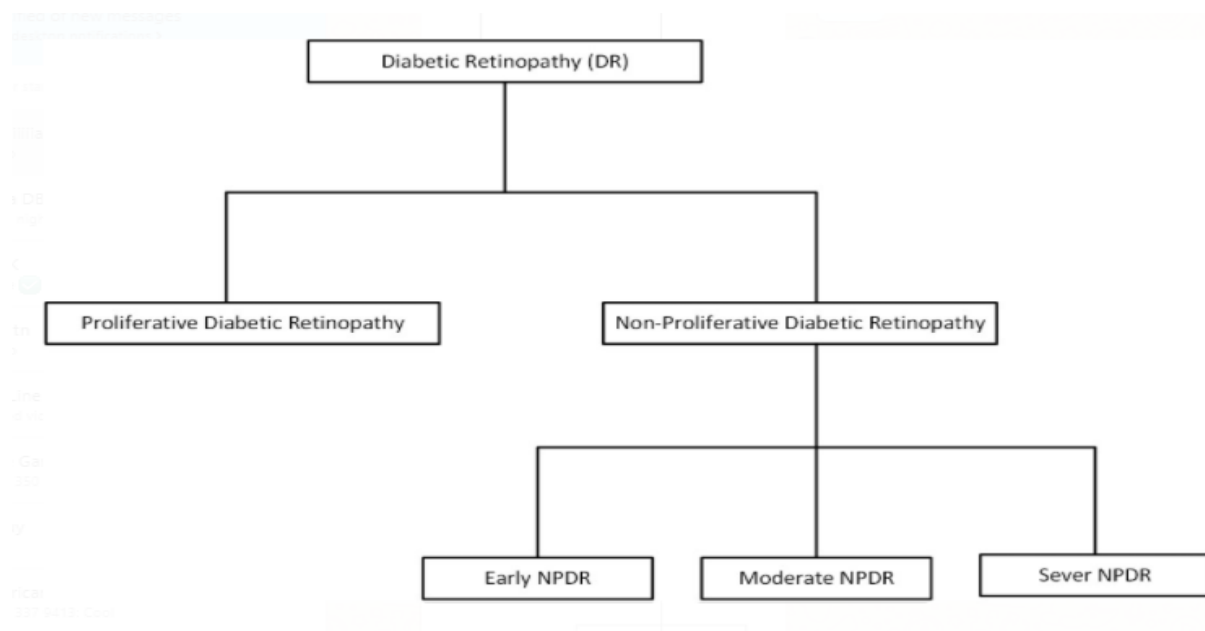 Diabetic Retinopathy (DR)
Proliferative Diabetic Retinopathy
Non-Proliferative Diabetic Retinopathy
Early NPDR
Moderate NPDR
Sever NPDR